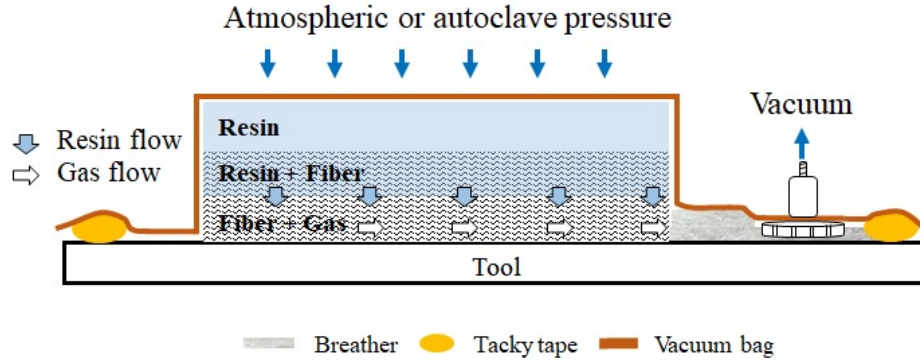 Atmospheric or autoclave pressure
Vacuum
Resin
Resin flow
Resin + Fiber
Gas flow
Fiber + Gas
Tool
Breather
Tacky tape
Vacuum bag